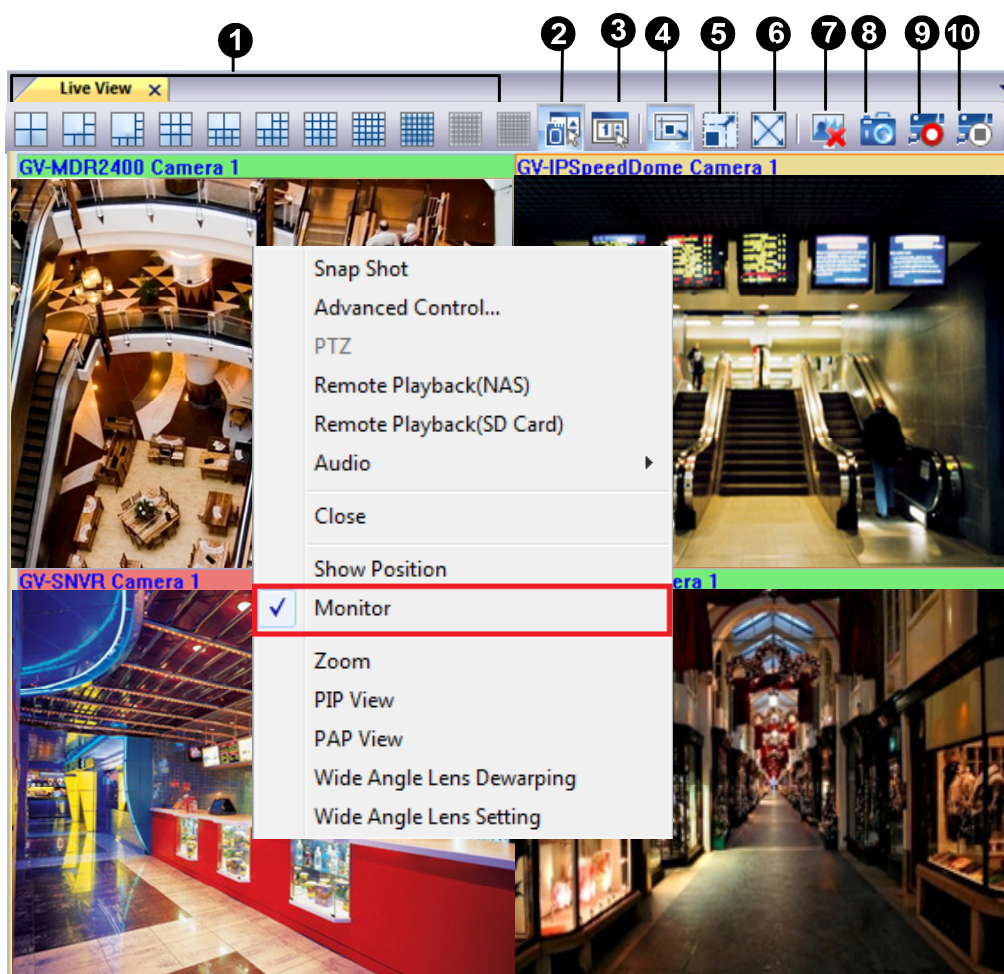 1 2 3 4 5 6 7 8 9 10
Live View
GV-MDR2400 Camera 1
GV-IPSpeedDome Camera 1
Snap Shot
Advanced Control...
PTZ
Remote Playback(NAS)
Remote Playback(SD Card)
Audio
Close
Show Position
GV-SNVR Camera 1
era 1
Monitor
Zoom
PIP View
PAP View
Wide Angle Lens Dewarping
Wide Angle Lens Setting